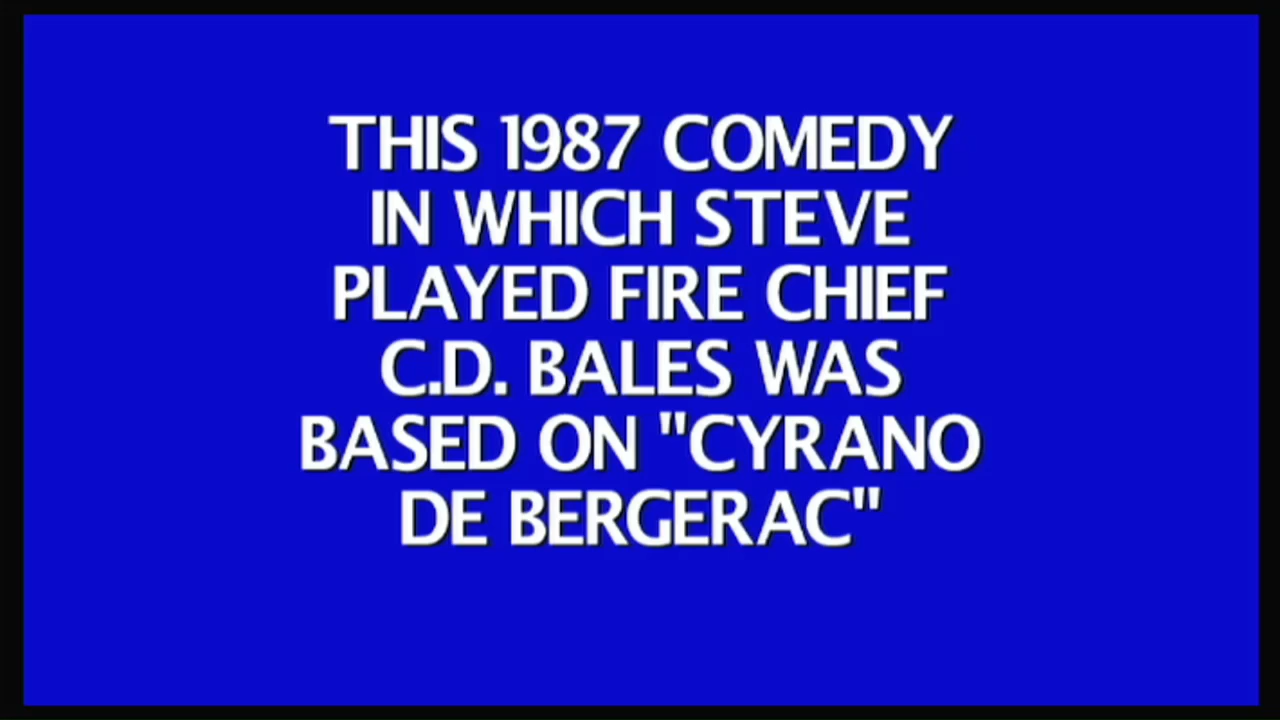 THIS 1987 COMEDY
IN WHICH STEVE
PLAYED FIRE CHIEF
C.D. BALES WAS
BASED ON "CYRANO
DE BERGERAC"